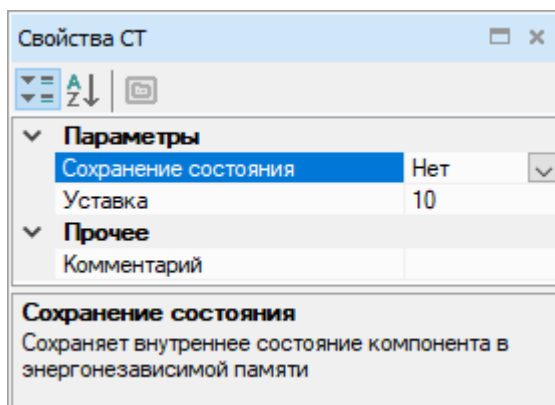 Свойства СТ
Параметры
Сохранение состояния Нет
Уставка 10
Прочее
Комментарий
Сохранение состояния
Сохраняет внутреннее состояние компонента в
энергонезависимой памяти